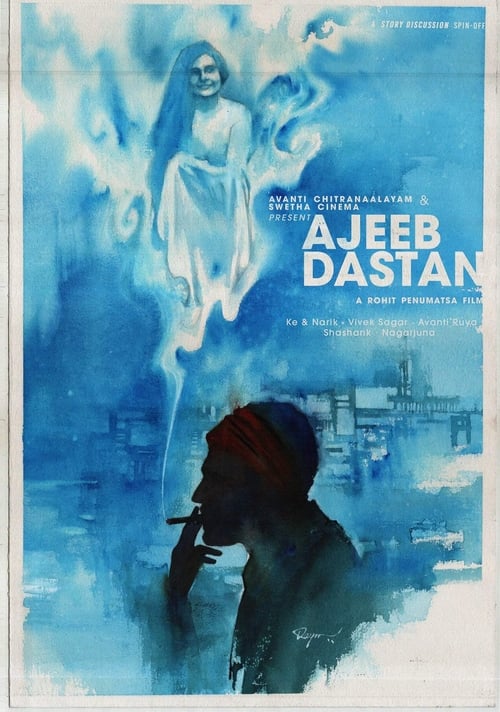 A STORY DISCUSSION SPIN-OFF
AVANTI CHITRANAALAYAM &
SWETHA CINEMA
PRESENT
AJEEB
DASTAN
A ROHIT PENUMATSA FILM
Ke & Narik • Vivek Sagar • Avanti Ruya
Shashank • Nagarjuna